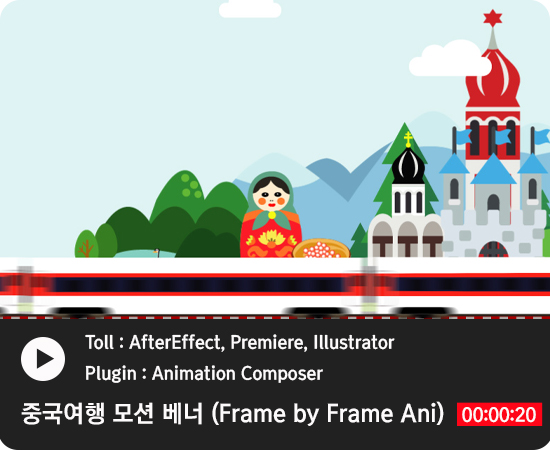 Toll : AfterEffect, Premiere, Illustrator
Plugin : Animation Composer
중국여행 모션 베너 (Frame by Frame Ani) 00:00:20